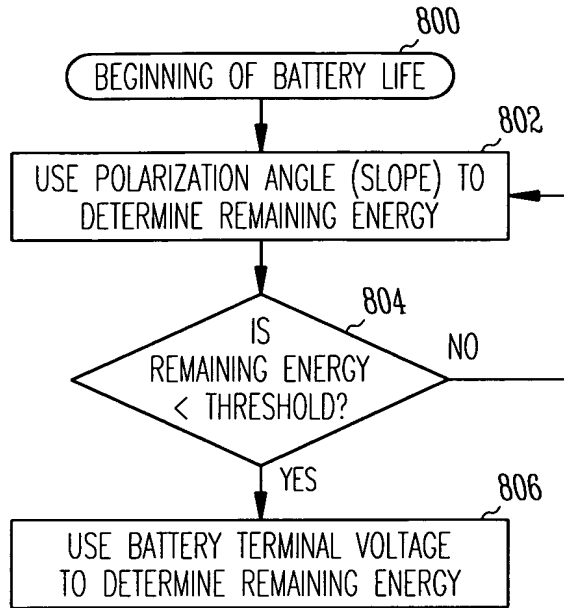 800
BEGINNING OF BATTERY LIFE
802
USE POLARIZATION ANGLE (SLOPE) TO
DETERMINE REMAINING ENERGY
804
IS
REMAINING ENERGY
< THRESHOLD?
NO
YES
806
USE BATTERY TERMINAL VOLTAGE
TO DETERMINE REMAINING ENERGY